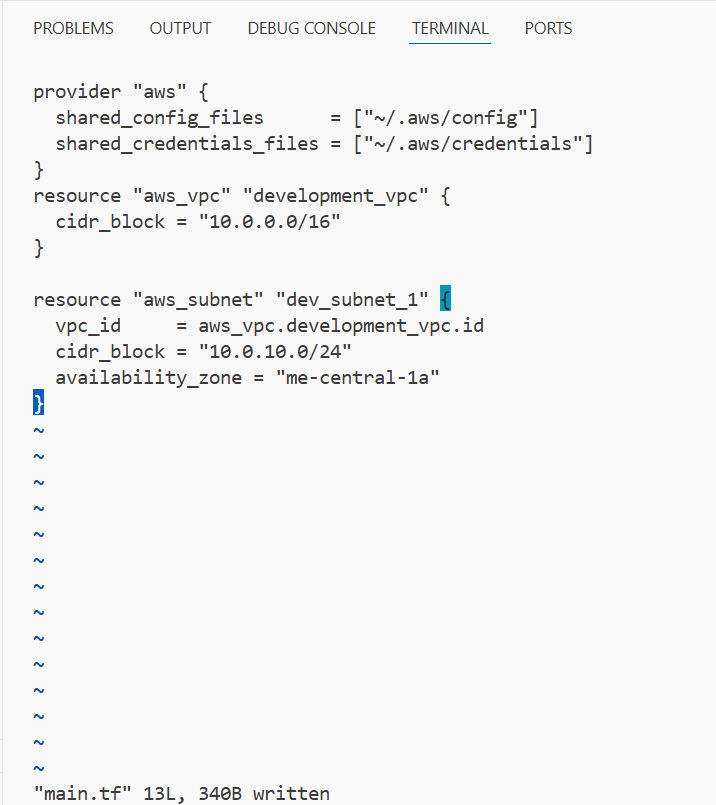 PROBLEMS OUTPUT DEBUG CONSOLE TERMINAL PORTS
provider "aws" {
  shared_config_files      = ["~/.aws/config"]
  shared_credentials_files = ["~/.aws/credentials"]
}
resource "aws_vpc" "development_vpc" {
  cidr_block = "10.0.0.0/16"
}

resource "aws_subnet" "dev_subnet_1" {
  vpc_id     = aws_vpc.development_vpc.id
  cidr_block = "10.0.10.0/24"
  availability_zone = "me-central-1a"
}
~
~
~
~
~
~
~
~
~
~
~
~
~
~
"main.tf" 13L, 340B written